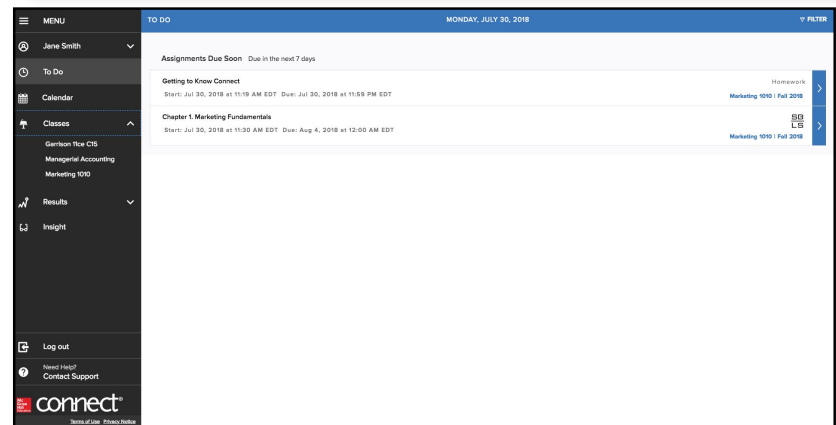 MENU
Jane Smith
To Do
Calendar
Classes
Garrison 11ce C15
Managerial Accounting
Marketing 1010
Results
Insight
Log out
Need Help?
Contact Support
Mc
Graw
Hill
Education
connect®
Terms of Use Privacy Notice
TO DO MONDAY, JULY 30, 2018 FILTER
Assignments Due Soon Due in the next 7 days
Getting to Know Connect Homework
Start: Jul 30, 2018 at 11:19 AM EDT Due: Jul 30, 2018 at 11:59 PM EDT
Marketing 1010 | Fall 2018
Chapter 1. Marketing Fundamentals
SB
LS
Start: Jul 30, 2018 at 11:30 AM EDT Due: Aug 4, 2018 at 12:00 AM EDT
Marketing 1010 | Fall 2018